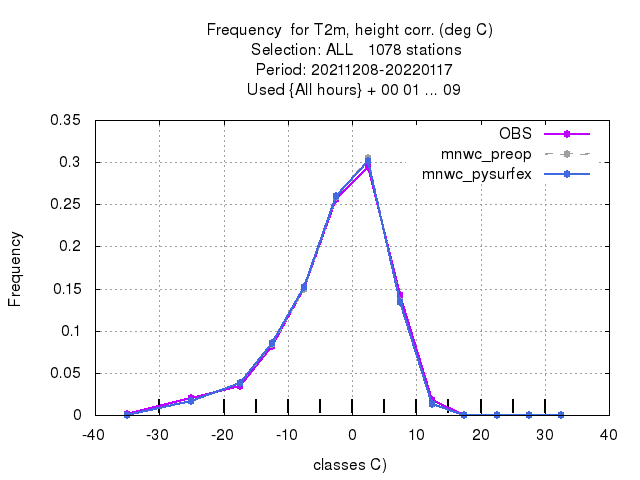 Frequency  for T2m, height corr. (deg C)
Selection: ALL   1078 stations
Period: 20211208-20220117
Used {All hours} + 00 01 ... 09
OBS
mnwc_preop
mnwc_pysurfex
0.35
0.3
0.25
0.2
0.15
0.1
0.05
0
Frequency
-40 -30 -20 -10 0 10 20 30 40
classes C)